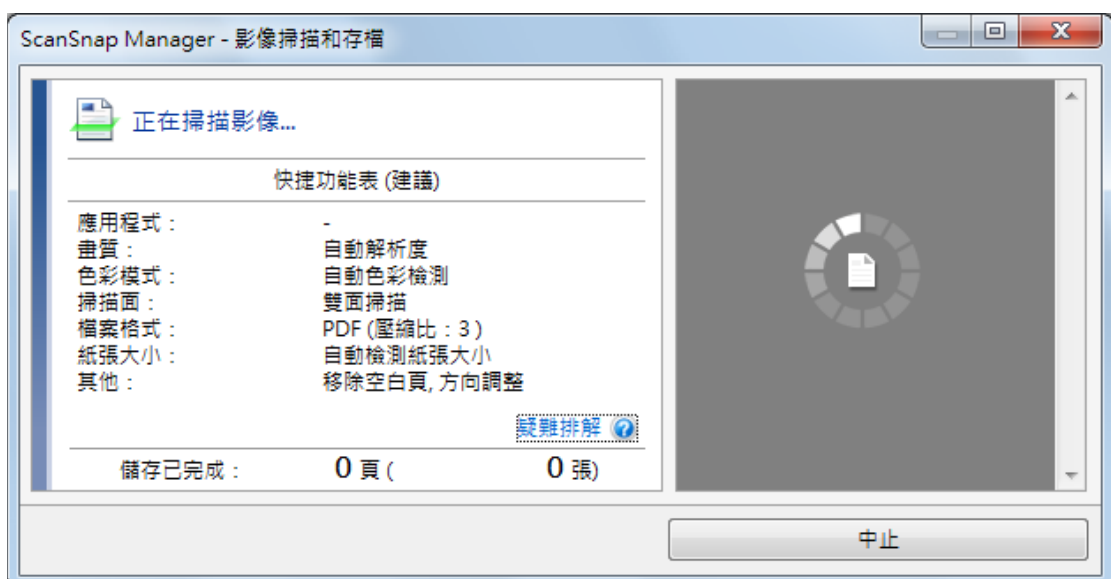 ScanSnap Manager - 影像掃描和存檔
正在掃描影像...
快捷功能表 (建議)
應用程式： -
畫質： 自動解析度
色彩模式： 自動色彩檢測
掃描面： 雙面掃描
檔案格式： PDF (壓縮比：3 )
紙張大小： 自動檢測紙張大小
其他： 移除空白頁, 方向調整
疑難排解
儲存已完成： 0 頁 ( 0 張)
中止